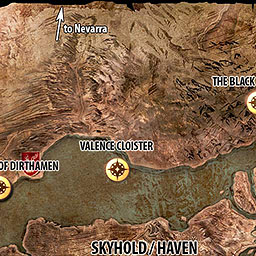 to Nevarra
THE BLACK
VALENCE CLOISTER
OF DIRTHAMEN
SKYHOLD / HAVEN